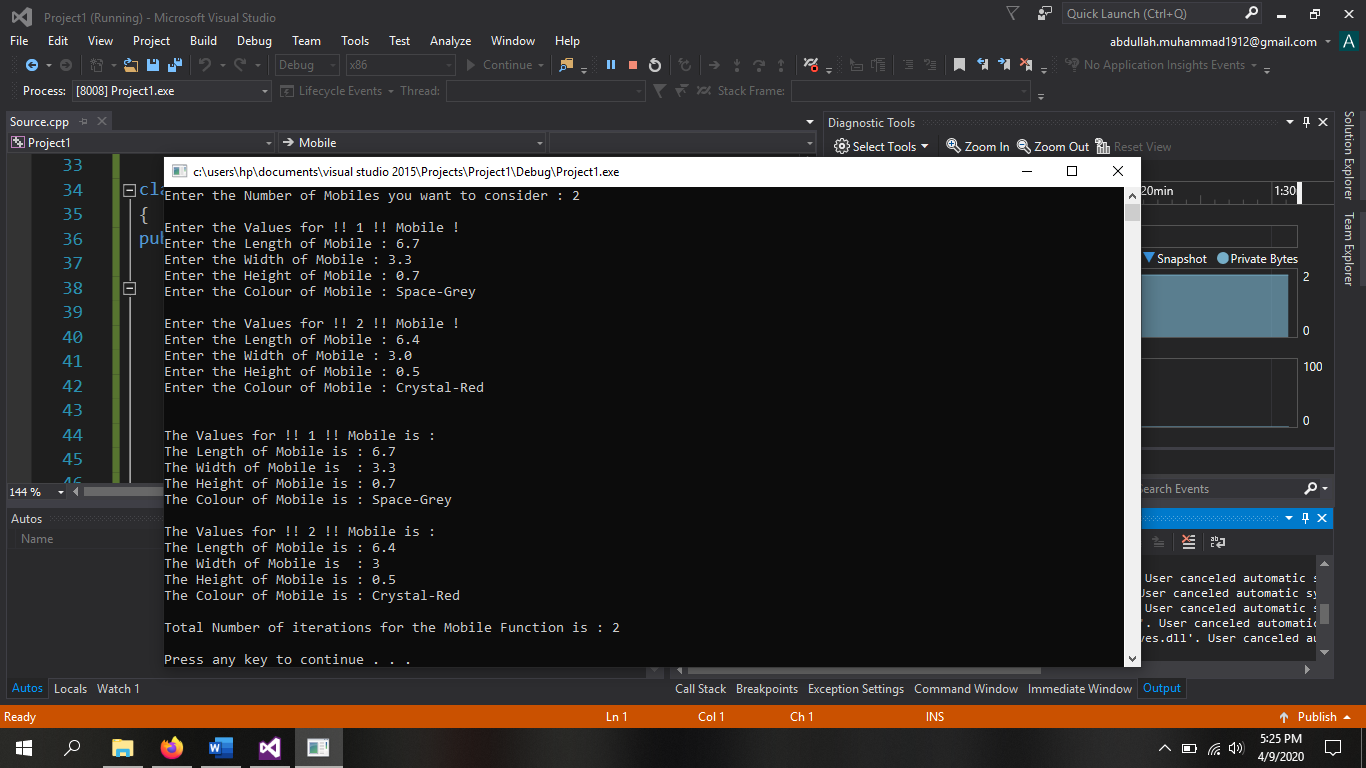 Project1 (Running) - Microsoft Visual Studio
Quick Launch (Ctrl+Q)
File Edit View Project Build Debug Team Tools Test Analyze Window Help
abdullah.muhammad1912@gmail.com A
Debug x86 Continue No Application Insights Events
Process: [8008] Project1.exe Lifecycle Events Thread: Stack Frame:
Source.cpp
Project1 Mobile
Diagnostic Tools
Select Tools Zoom In Zoom Out Reset View
Solution Explorer
Team Explorer
33
34 cla
35 {
36 pub
37
38
39
40
41
42
43
44
45
46
144 %
c:\users\hp\documents\visual studio 2015\Projects\Project1\Debug\Project1.exe
Enter the Number of Mobiles you want to consider : 2
Enter the Values for !! 1 !! Mobile !
Enter the Length of Mobile : 6.7
Enter the Width of Mobile : 3.3
Enter the Height of Mobile : 0.7
Enter the Colour of Mobile : Space-Grey
Enter the Values for !! 2 !! Mobile !
Enter the Length of Mobile : 6.4
Enter the Width of Mobile : 3.0
Enter the Height of Mobile : 0.5
Enter the Colour of Mobile : Crystal-Red
The Values for !! 1 !! Mobile is :
The Length of Mobile is : 6.7
The Width of Mobile is  : 3.3
The Height of Mobile is : 0.7
The Colour of Mobile is : Space-Grey
The Values for !! 2 !! Mobile is :
The Length of Mobile is : 6.4
The Width of Mobile is  : 3
The Height of Mobile is : 0.5
The Colour of Mobile is : Crystal-Red
Total Number of iterations for the Mobile Function is : 2
Press any key to continue . . .
20min 1:30
Snapshot Private Bytes
2
0
100
0
earch Events
User canceled automatic s
User canceled automatic sy
User canceled automatic s
'. User canceled automatic
ves.dll'. User canceled au
Autos
Name
Autos Locals Watch 1
Call Stack Breakpoints Exception Settings Command Window Immediate Window Output
Ready Ln 1 Col 1 Ch 1 INS Publish
5:25 PM
4/9/2020